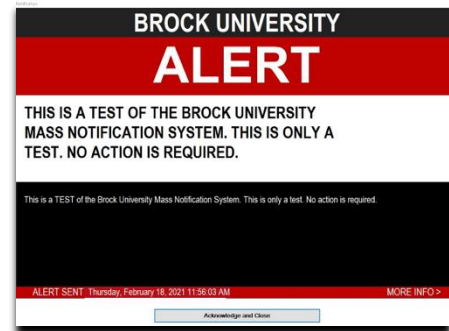 Notification
BROCK UNIVERSITY
ALERT
THIS IS A TEST OF THE BROCK UNIVERSITY
MASS NOTIFICATION SYSTEM. THIS IS ONLY A
TEST. NO ACTION IS REQUIRED.
This is a TEST of the Brock University Mass Notification System. This is only a test. No action is required.
ALERT SENT Thursday, February 18, 2021 11:56:03 AM MORE INFO >
Acknowledge and Close